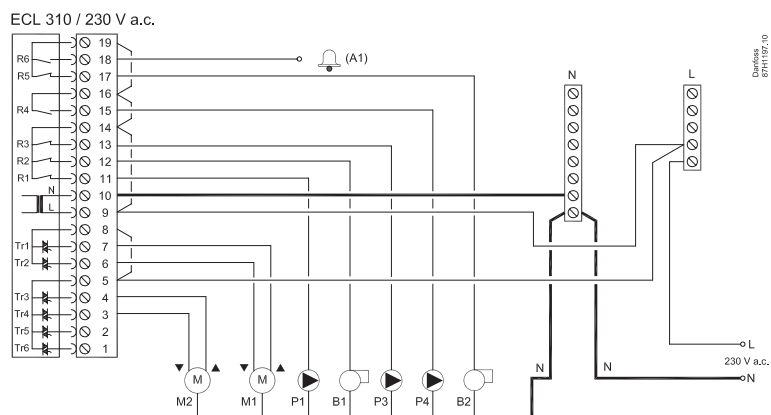 ECL 310 / 230 V a.c.
19
R6 18 (A1)
R5 17
16
R4 15
14
R3 13
R2 12
R1 11
N 10
L 9
8
Tr1 7
Tr2 6
5
Tr3 4
Tr4 3
Tr5 2
Tr6 1
N
L
Danfoss
87H1197.10
L
230 V a.c.
N
N N
M M
M2 M1 P1 B1 P3 P4 B2